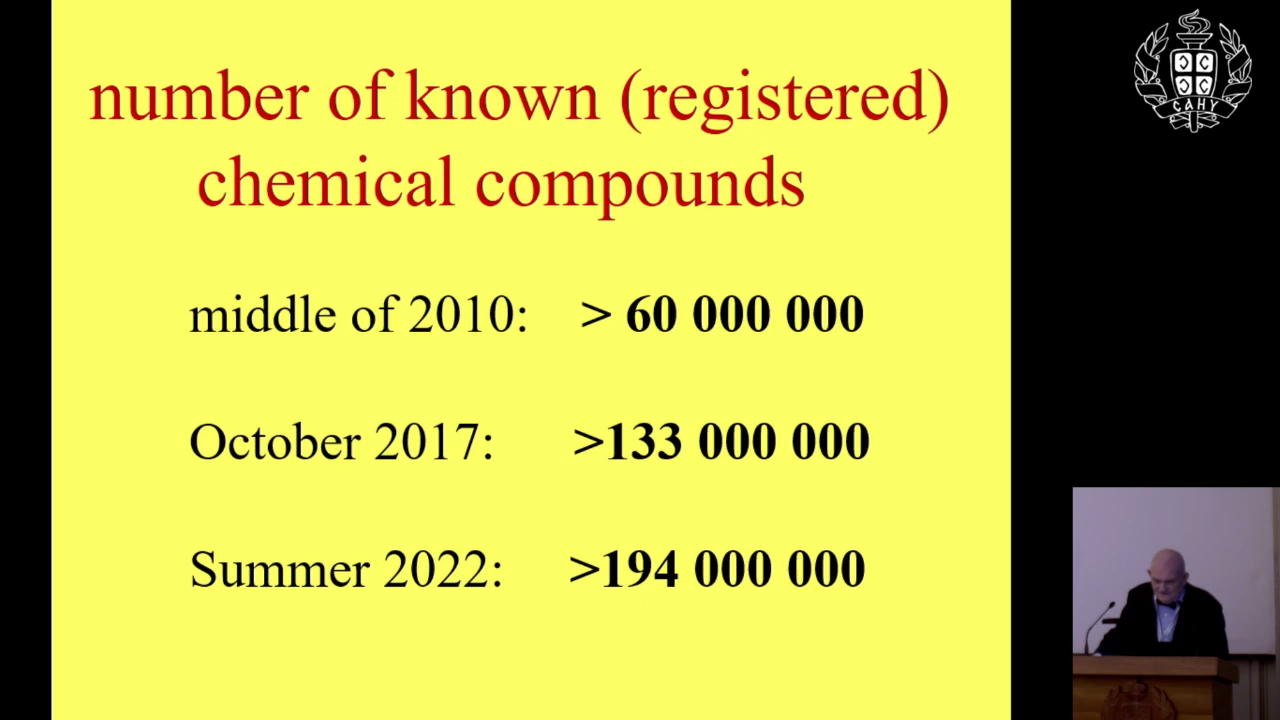 number of known (registered)
chemical compounds
middle of 2010: > 60 000 000
October 2017: >133 000 000
Summer 2022: >194 000 000
САНУ